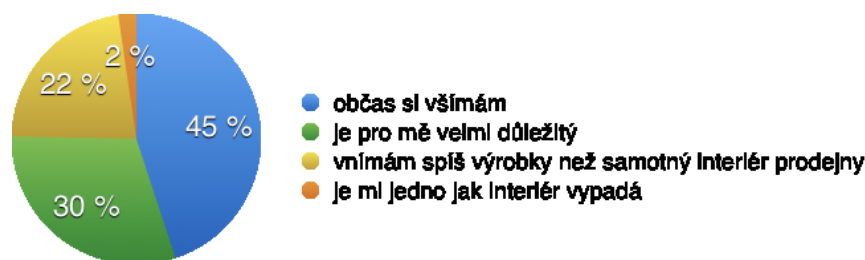 2 %
22 %
45 %
30 %
občas si všímám
je pro mě velmi důležitý
vnímám spíš výrobky než samotný interiér prodejny
je mi jedno jak interiér vypadá